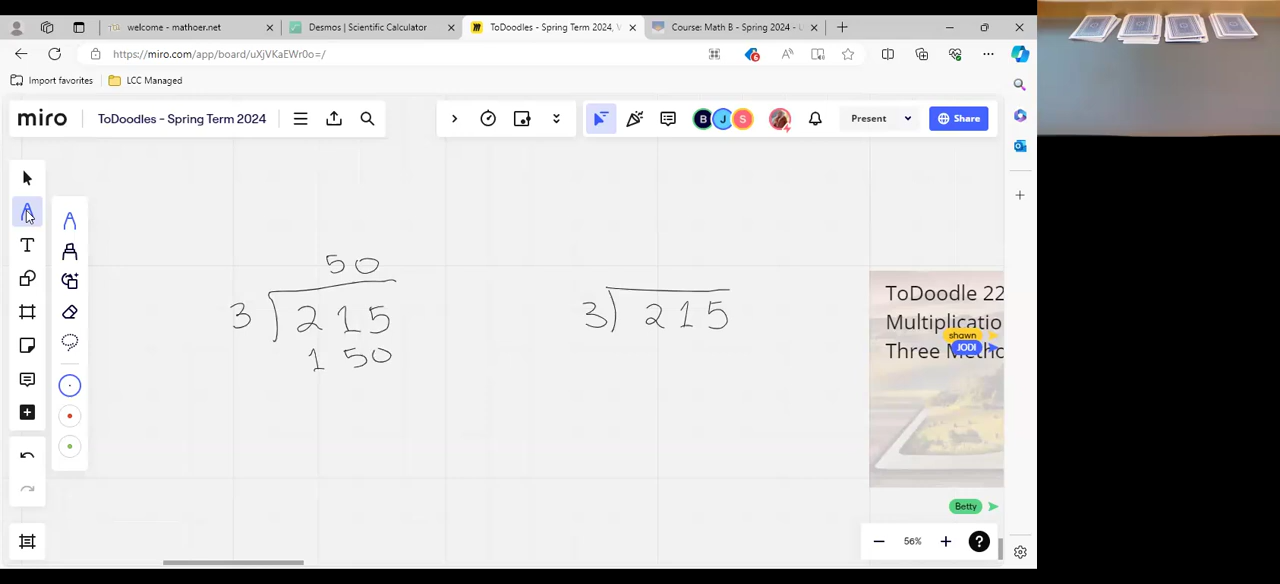 welcome - mathoer.net
Desmos | Scientific Calculator
ToDoodles - Spring Term 2024, V
Course: Math B - Spring 2024 -
https://miro.com/app/board/uXjVKaEWr0o=/
Import favorites
LCC Managed
miro
ToDoodles - Spring Term 2024
B
J
S
Present
Share
50
3 ) 215
150
3 ) 215
ToDoodle 22
Multiplicatio
Three Metho
shawn
JODI
Betty
56%